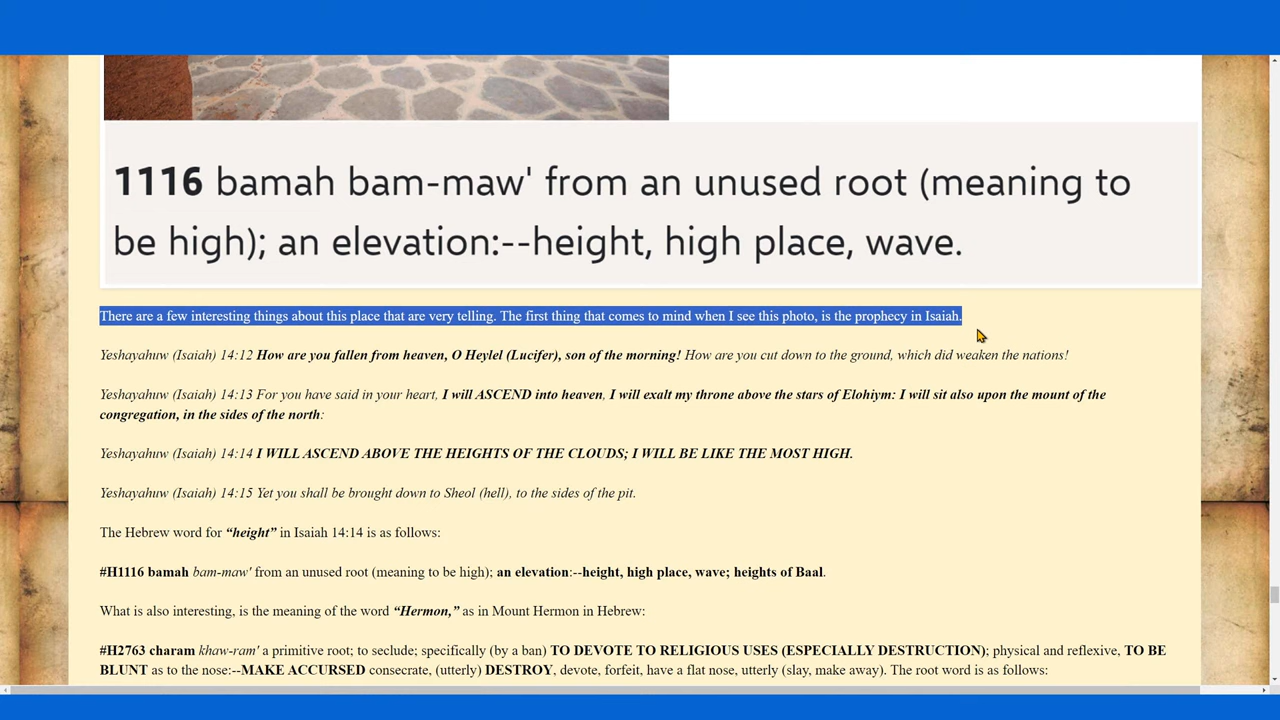 1116 bamah bam-maw' from an unused root (meaning to
be high); an elevation:--height, high place, wave.
There are a few interesting things about this place that are very telling. The first thing that comes to mind when I see this photo, is the prophecy in Isaiah.
Yeshayahuw (Isaiah) 14:12 How are you fallen from heaven, O Heylel (Lucifer), son of the morning! How are you cut down to the ground, which did weaken the nations!
Yeshayahuw (Isaiah) 14:13 For you have said in your heart, I will ASCEND into heaven, I will exalt my throne above the stars of Elohiym: I will sit also upon the mount of the
congregation, in the sides of the north:
Yeshayahuw (Isaiah) 14:14 I WILL ASCEND ABOVE THE HEIGHTS OF THE CLOUDS; I WILL BE LIKE THE MOST HIGH.
Yeshayahuw (Isaiah) 14:15 Yet you shall be brought down to Sheol (hell), to the sides of the pit.
The Hebrew word for “height” in Isaiah 14:14 is as follows:
#H1116 bamah bam-maw' from an unused root (meaning to be high); an elevation:--height, high place, wave; heights of Baal.
What is also interesting, is the meaning of the word “Hermon,” as in Mount Hermon in Hebrew:
#H2763 charam khaw-ram' a primitive root; to seclude; specifically (by a ban) TO DEVOTE TO RELIGIOUS USES (ESPECIALLY DESTRUCTION); physical and reflexive, TO BE
BLUNT as to the nose:--MAKE ACCURSED consecrate, (utterly) DESTROY, devote, forfeit, have a flat nose, utterly (slay, make away). The root word is as follows: